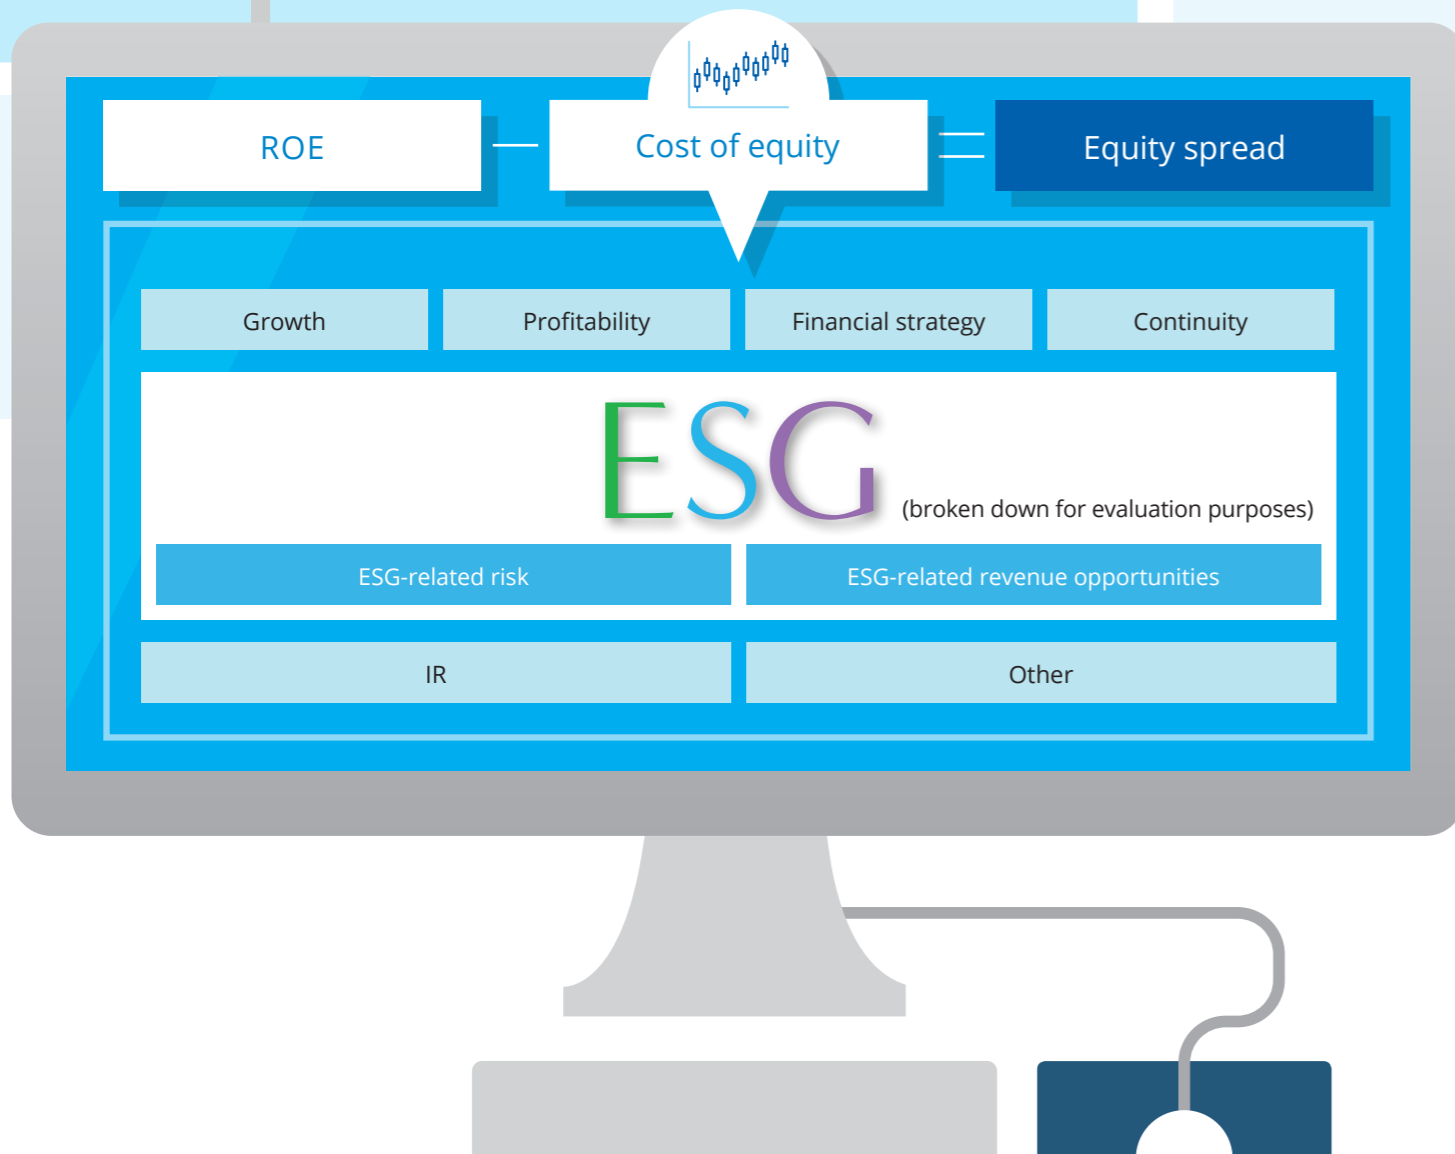 ROE — Cost of equity = Equity spread
Growth
Profitability
Financial strategy
Continuity
ESG (broken down for evaluation purposes)
ESG-related risk
ESG-related revenue opportunities
IR
Other